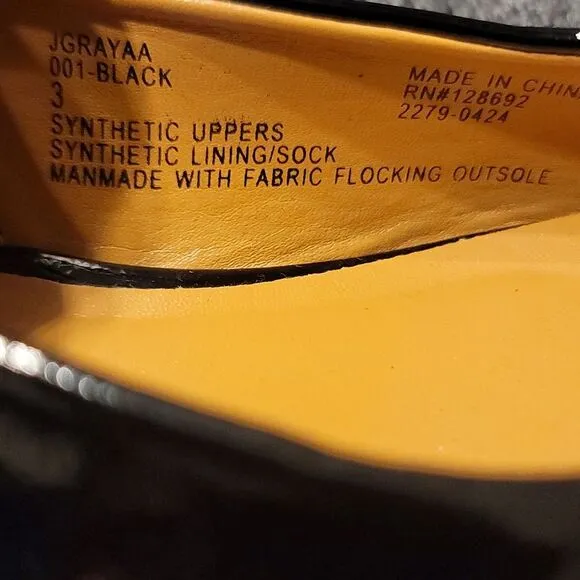 JGRAYAA
001-BLACK
3
SYNTHETIC UPPERS
SYNTHETIC LINING/SOCK
MANMADE WITH FABRIC FLOCKING OUTSOLE
MADE IN CHIN
RN#128692
2279-0424